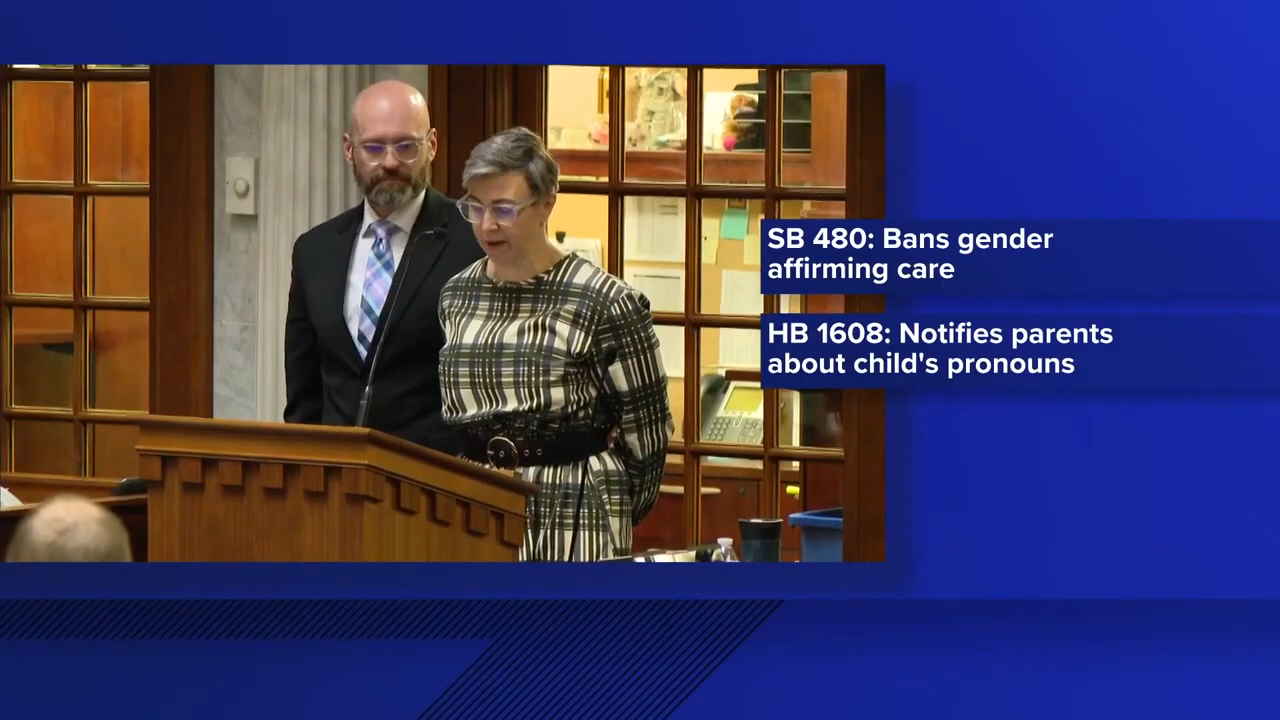 SB 480: Bans gender
affirming care
HB 1608: Notifies parents
about child's pronouns